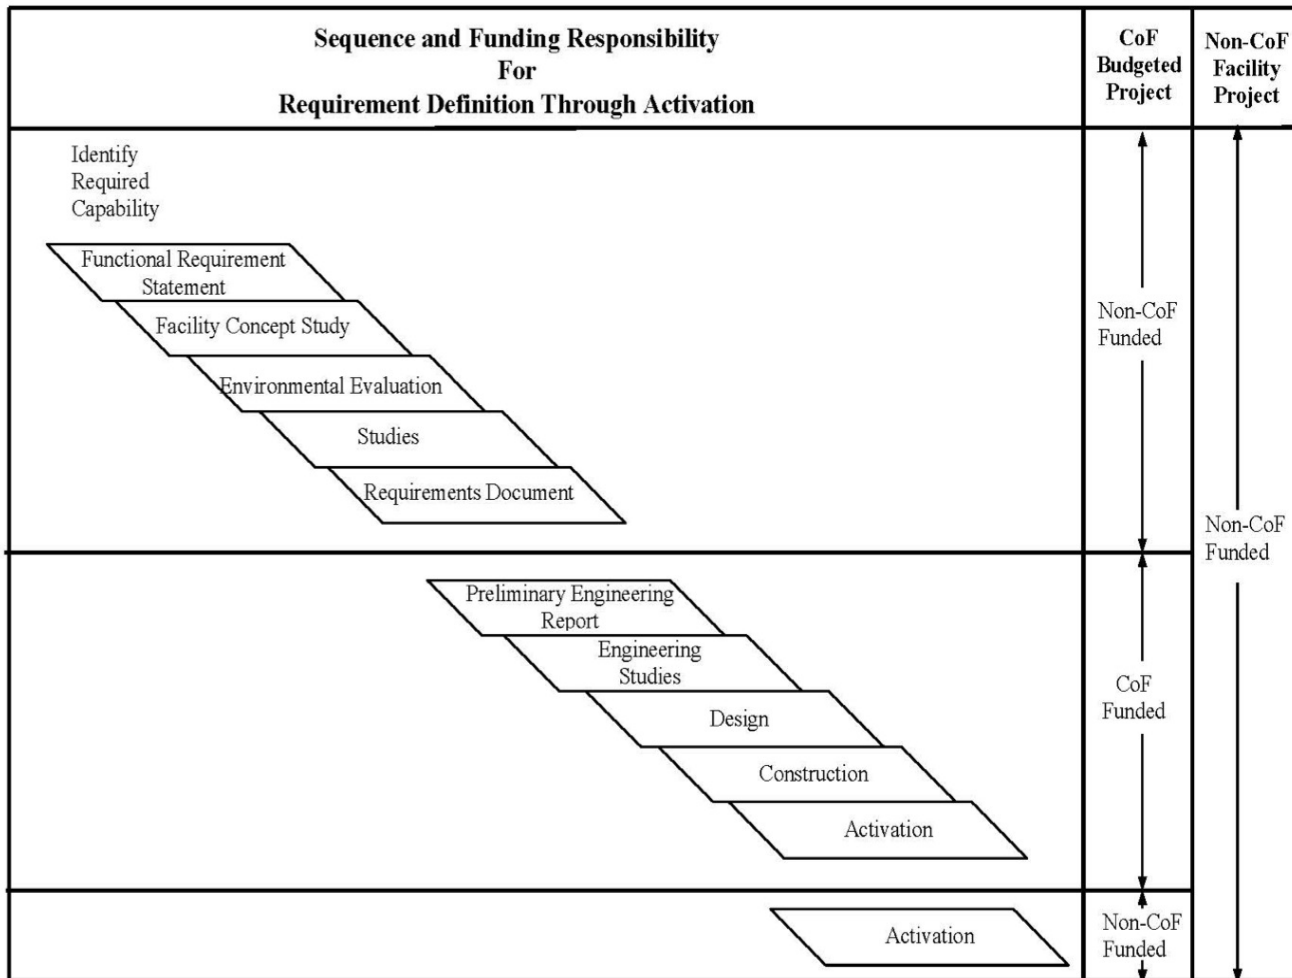 Sequence and Funding Responsibility
For
Requirement Definition Through Activation
CoF
Budgeted
Project
Non-CoF
Facility
Project
Identify
Required
Capability
Functional Requirement
Statement
Facility Concept Study
Environmental Evaluation
Studies
Requirements Document
Non-CoF
Funded
Non-CoF
Funded
Preliminary Engineering
Report
Engineering
Studies
Design
Construction
Activation
CoF
Funded
Activation
Non-CoF
Funded